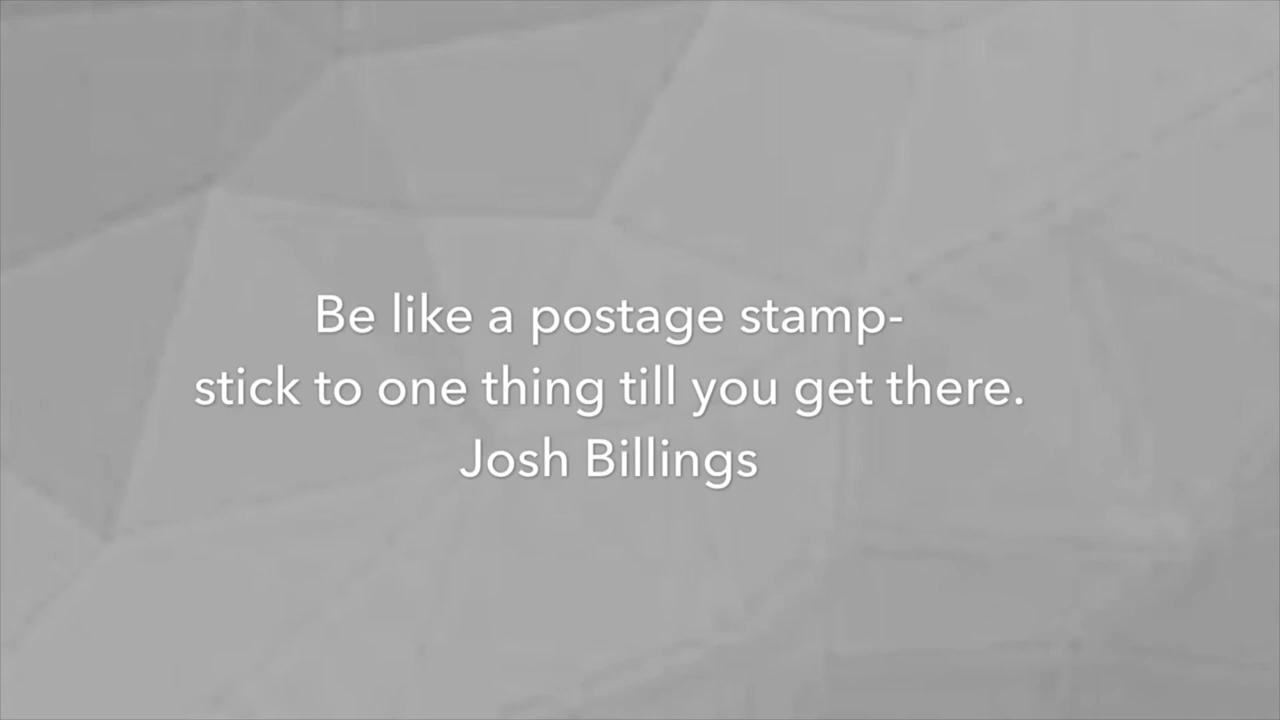 Be like a postage stamp-
stick to one thing till you get there.
Josh Billings